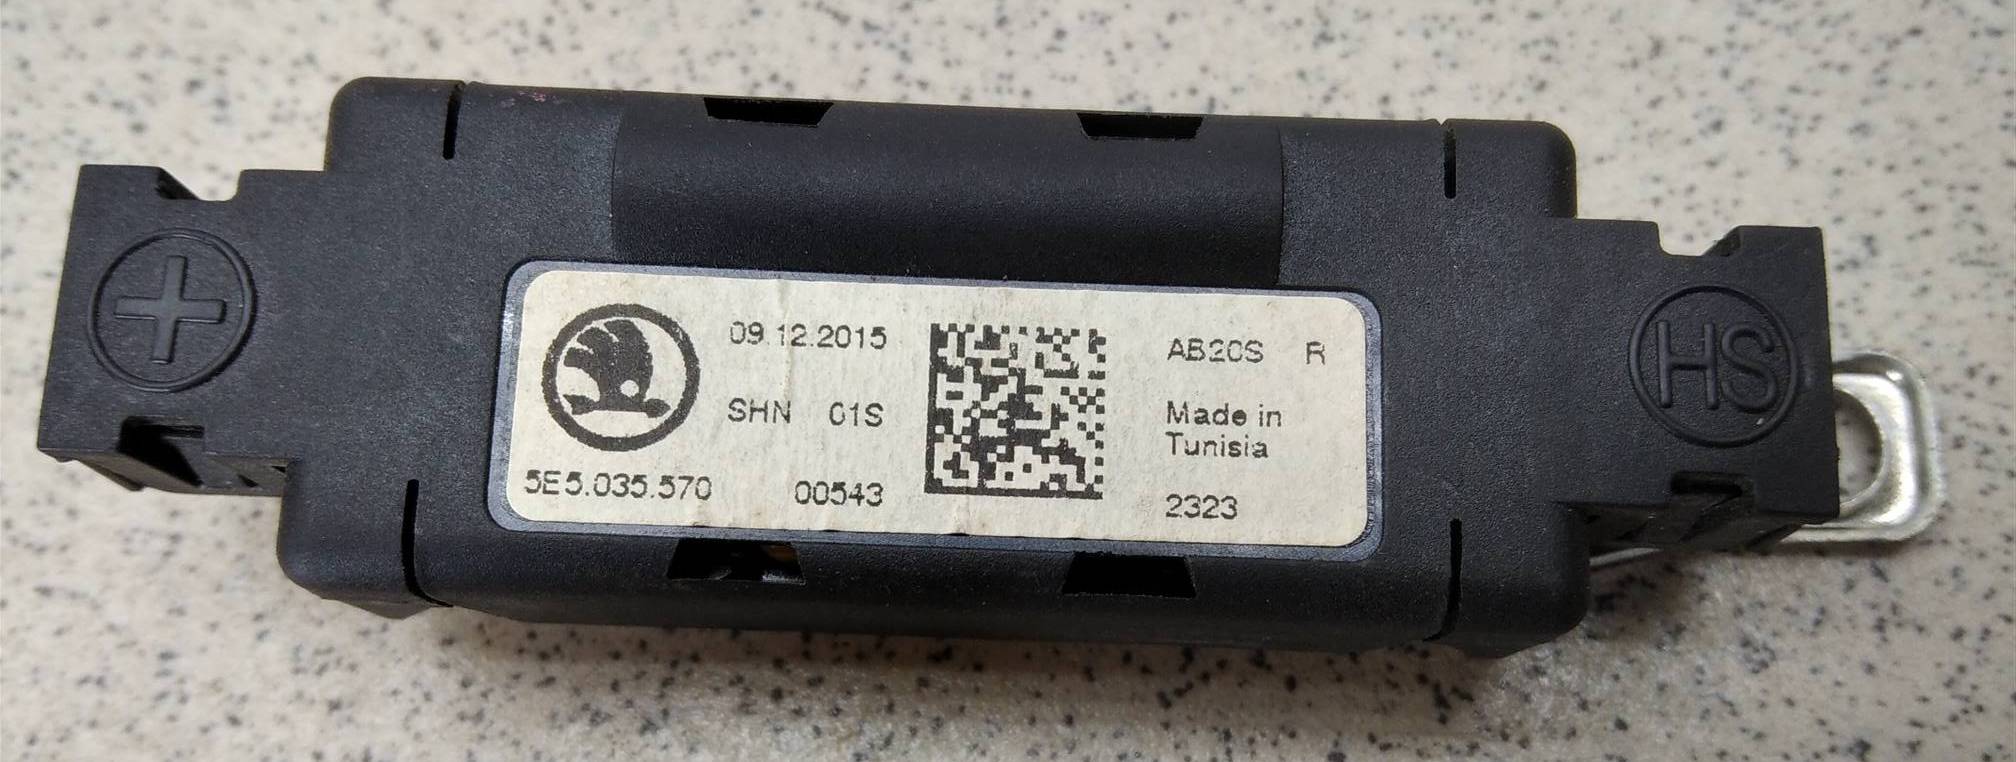 +
09.12.2015
SHN 01S
5E5.035.570 00543
AB20S R
Made in
Tunisia
2323
HS